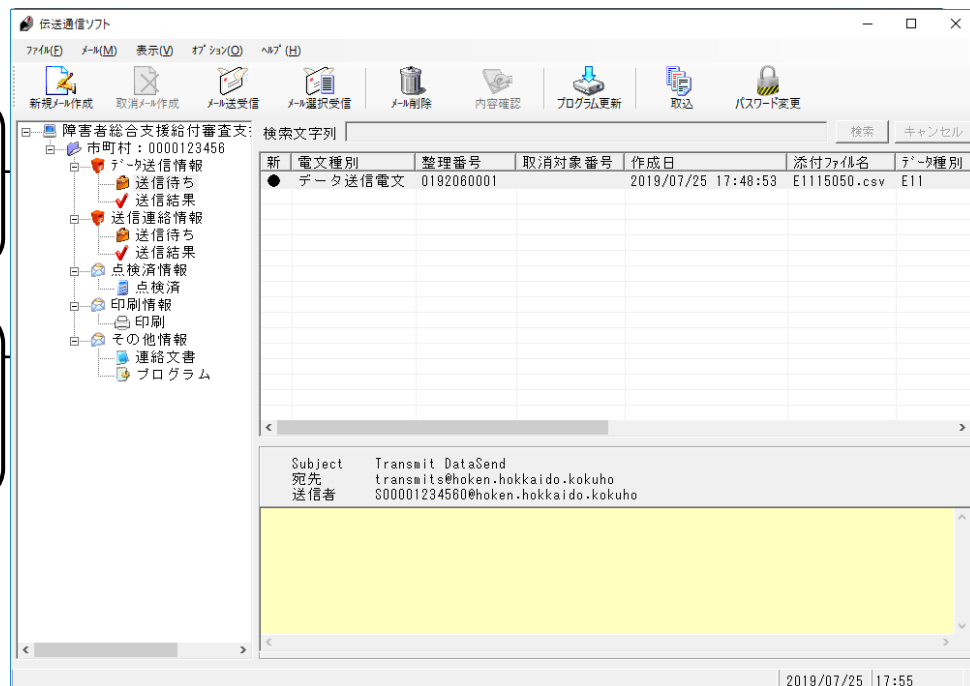 伝送通信ソフト
ﾌｧｲﾙ(F) ﾒｰﾙ(M) 表示(V) ｵﾌﾟｼｮﾝ(O) ﾍﾙﾌﾟ(H)
新規ﾒｰﾙ作成 取消ﾒｰﾙ作成 ﾒｰﾙ送受信 ﾒｰﾙ選択受信 ﾒｰﾙ削除 内容確認 ﾌﾟﾛｸﾞﾗﾑ更新 取込 ﾊﾟｽﾜｰﾄﾞ変更
障害者総合支援給付審査支
市町村：0000123456
ﾃﾞｰﾀ送信情報
送信待ち
送信結果
送信連絡情報
送信待ち
送信結果
点検済情報
点検済
印刷情報
印刷
その他情報
連絡文書
プログラム
検索文字列 検索 キャンセル
新 電文種別 整理番号 取消対象番号 作成日 添付ﾌｧｲﾙ名 ﾃﾞｰﾀ種別
● データ送信電文 0192060001 2019/07/25 17:48:53 E1115050.csv E11
Subject Transmit DataSend
宛先 transmits@hoken.hokkaido.kokuho
送信者 S00001234560@hoken.hokkaido.kokuho
2019/07/25 17:55